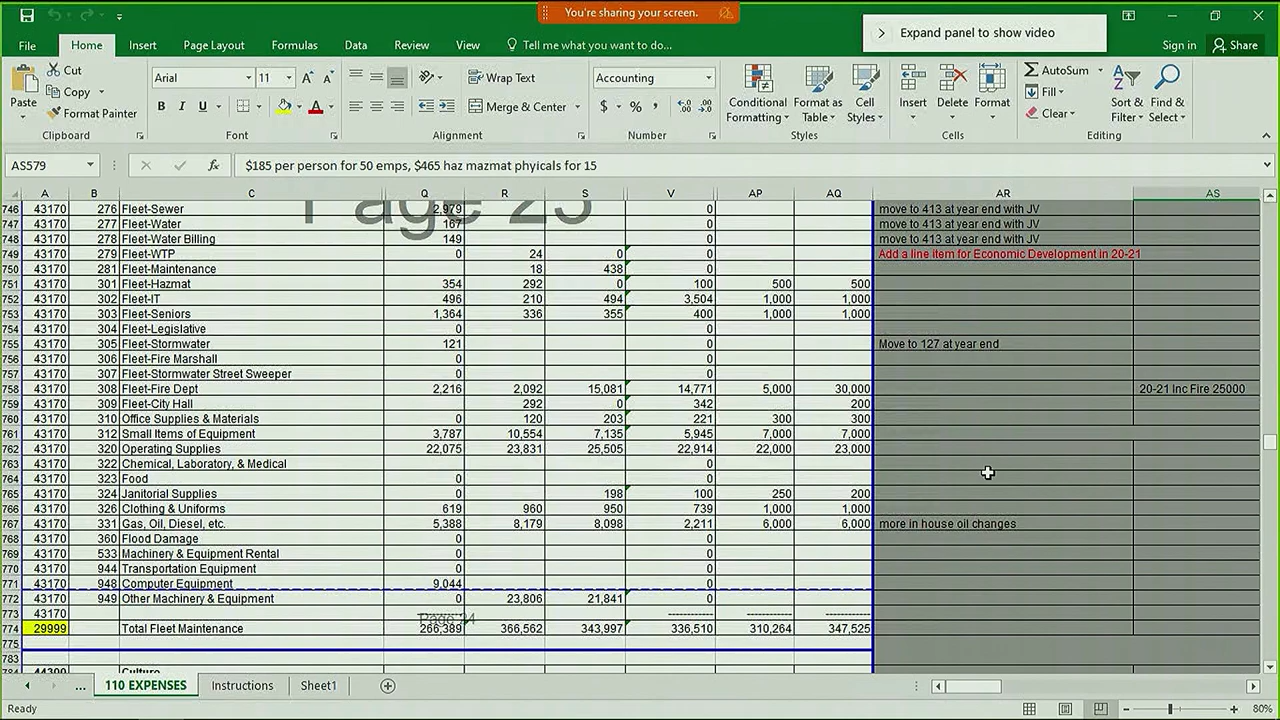 You're sharing your screen.
Expand panel to show video
File Home Insert Page Layout Formulas Data Review View Tell me what you want to do... Sign in Share
Cut
Copy
Format Painter
Paste
Arial 11
B I U
Wrap Text
Merge & Center
Accounting
$ % ,
Conditional Formatting
Format as Table
Cell Styles
Insert
Delete
Format
AutoSum
Fill
Clear
Sort & Filter
Find & Select
Clipboard Font Alignment Number Styles Cells Editing
AS579 fx $185 per person for 50 emps, $465 haz mazmat phyicals for 15
A B C Q R S V AP AQ AR AS
746 43170 276 Fleet-Sewer 2,979 0 move to 413 at year end with JV
747 43170 277 Fleet-Water 167 0 move to 413 at year end with JV
748 43170 278 Fleet-Water Billing 149 0 move to 413 at year end with JV
749 43170 279 Fleet-WTP 0 24 0 0 Add a line item for Economic Development in 20-21
750 43170 281 Fleet-Maintenance 18 438 0
751 43170 301 Fleet-Hazmat 354 292 0 100 500 500
752 43170 302 Fleet-IT 496 210 494 3,504 1,000 1,000
753 43170 303 Fleet-Seniors 1,364 336 355 400 1,000 1,000
754 43170 304 Fleet-Legislative 0 0
755 43170 305 Fleet-Stormwater 121 0 Move to 127 at year end
756 43170 306 Fleet-Fire Marshall 0 0
757 43170 307 Fleet-Stormwater Street Sweeper 0 0
758 43170 308 Fleet-Fire Dept 2,216 2,092 15,081 14,771 5,000 30,000 20-21 Inc Fire 25000
759 43170 309 Fleet-City Hall 292 0 342 200
760 43170 310 Office Supplies & Materials 0 120 203 221 300 300
761 43170 312 Small Items of Equipment 3,787 10,554 7,135 5,945 7,000 7,000
762 43170 320 Operating Supplies 22,075 23,831 25,505 22,914 22,000 23,000
763 43170 322 Chemical, Laboratory, & Medical 0
764 43170 323 Food 0 0
765 43170 324 Janitorial Supplies 0 198 100 250 200
766 43170 326 Clothing & Uniforms 619 960 950 739 1,000 1,000
767 43170 331 Gas, Oil, Diesel, etc. 5,388 8,179 8,098 2,211 6,000 6,000 more in house oil changes
768 43170 360 Flood Damage 0 0
769 43170 533 Machinery & Equipment Rental 0 0
770 43170 944 Transportation Equipment 0 0
771 43170 948 Computer Equipment 9,044 0
772 43170 949 Other Machinery & Equipment 0 23,806 21,841 0
773 43170 ----------- ----------- ----------- -----------
Page 24
774 29999 Total Fleet Maintenance 266,389 366,562 343,997 336,510 310,264 347,525
775
783
784 44300 Culture
... 110 EXPENSES Instructions Sheet1
Ready 80%